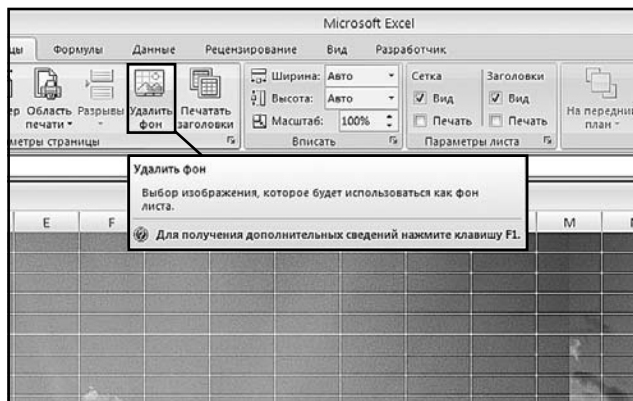 Microsoft Excel
цы Формулы Данные Рецензирование Вид Разработчик
Ширина: Авто Сетка Заголовки
Высота: Авто Вид Вид
ер Область печати Разрывы Удалить фон Печатать заголовки Масштаб: 100% Печать Печать На передний план
метры страницы Вписать Параметры листа
Удалить фон
Выбор изображения, которое будет использоваться как фон
листа.
Для получения дополнительных сведений нажмите клавишу F1.
E F M